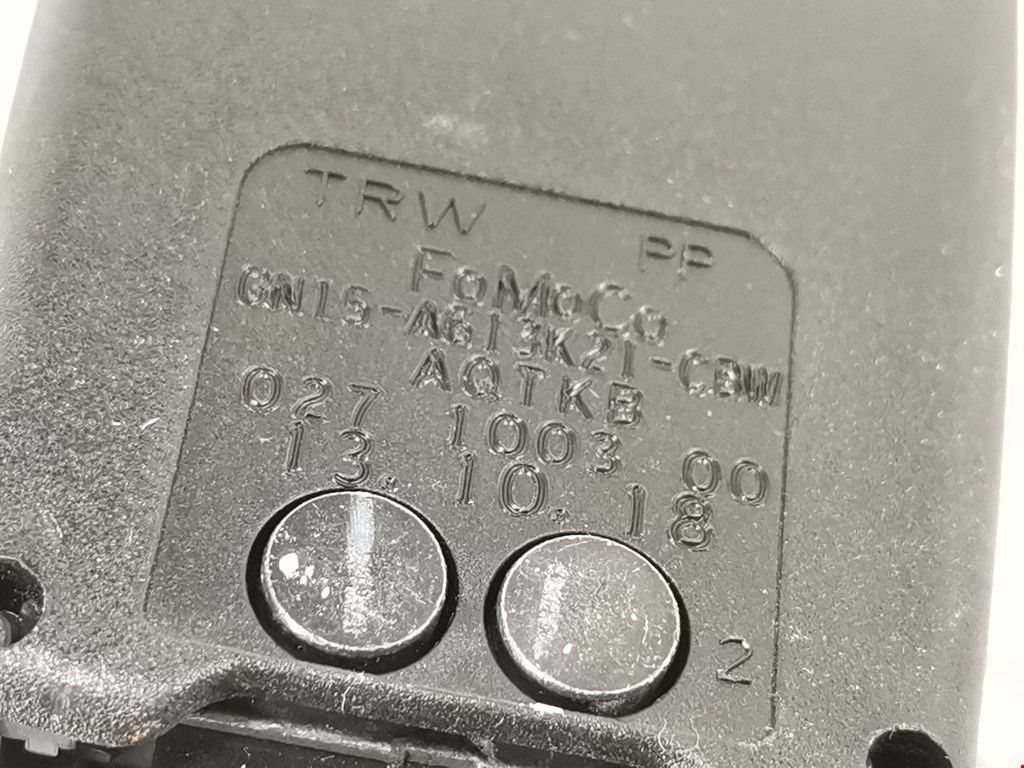 TRW
PP
FoMoCo
GN15-A613K21-CBW
AQTKB
027 1003 00
13. 10. 18
2